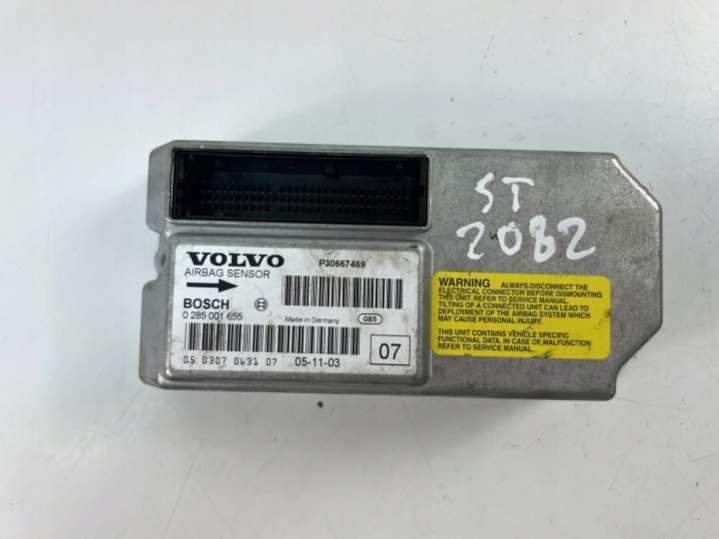 ST
2082
VOLVO
AIRBAG SENSOR
P30667469
BOSCH
0 285 001 655
Made in Germany
085
05 0307 0631 07
05-11-03
07
WARNING ALWAYS DISCONNECT THE
ELECTRICAL CONNECTOR BEFORE DISMOUNTING
THIS UNIT. REFER TO SERVICE MANUAL.
TILTING OF A CONNECTED UNIT CAN LEAD TO
DEPLOYMENT OF THE AIRBAG SYSTEM WHICH
MAY CAUSE PERSONAL INJURY.
THIS UNIT CONTAINS VEHICLE SPECIFIC
FUNCTIONAL DATA. IN CASE OF MALFUNCTION
REFER TO SERVICE MANUAL.